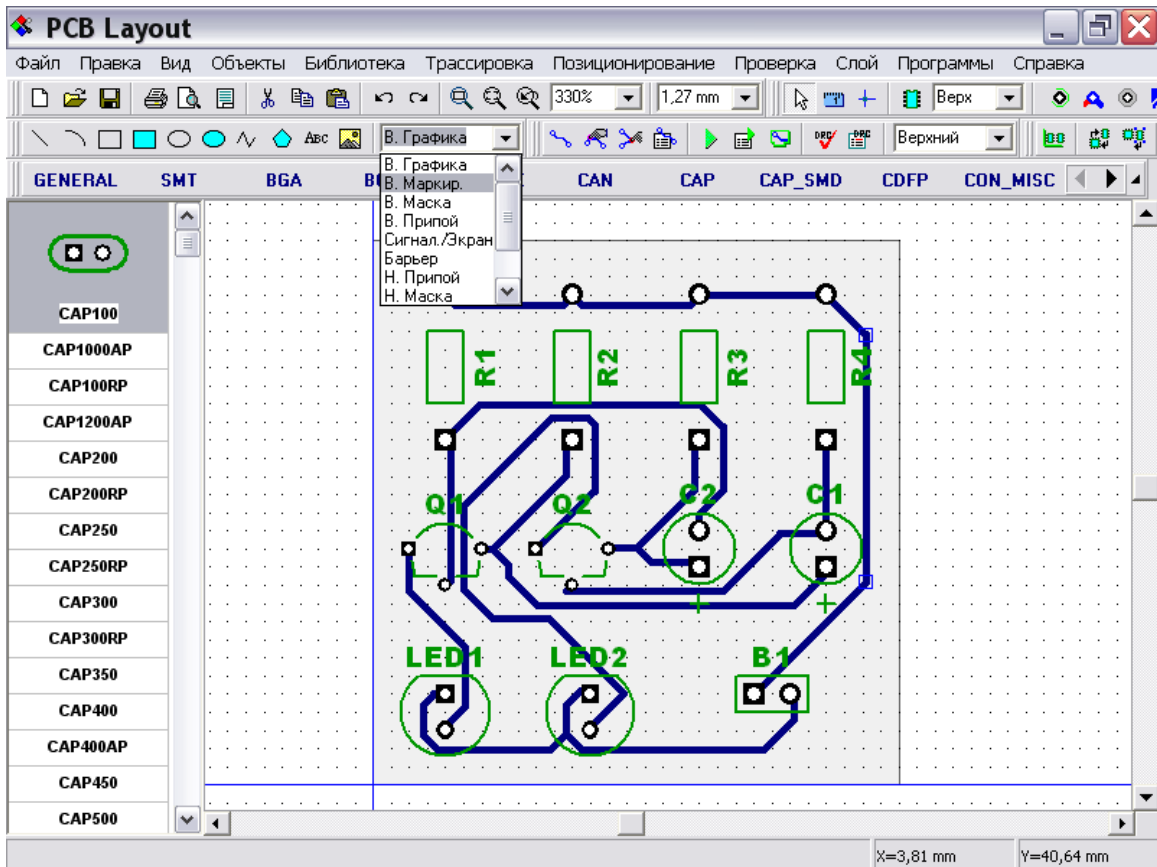 PCB Layout
Файл Правка Вид Объекты Библиотека Трассировка Позиционирование Проверка Слой Программы Справка
330% 1,27 mm Верх
ABC В. Графика DRC DRC Верхний
GENERAL SMT BGA CAN CAP CAP_SMD CDFP CON_MISC
В. Графика
В. Маркир.
В. Маска
В. Припой
Сигнал./Экран
Барьер
Н. Припой
Н. Маска
CAP100
CAP1000AP
CAP100RP
CAP1200AP
CAP200
CAP200RP
CAP250
CAP250RP
CAP300
CAP300RP
CAP350
CAP400
CAP400AP
CAP450
CAP500
R1 R2 R3 R4
Q1 Q2 C2 C1
+ +
LED1 LED2 B1
X=3,81 mm Y=40,64 mm